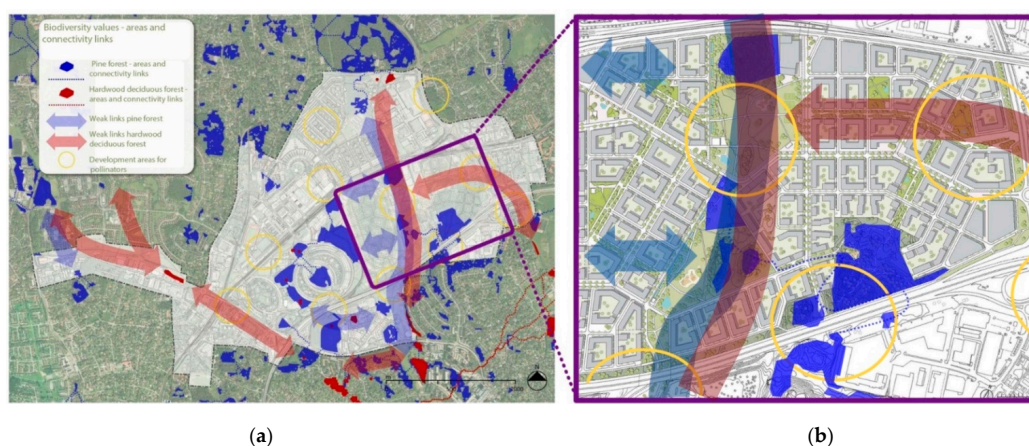 Biodiversity values - areas and
connectivity links
Pine forest - areas and
connectivity links
Hardwood deciduous forest -
areas and connectivity links
Weak links pine forest
Weak links hardwood
deciduous forest
Development areas for
pollinators
(a)
(b)